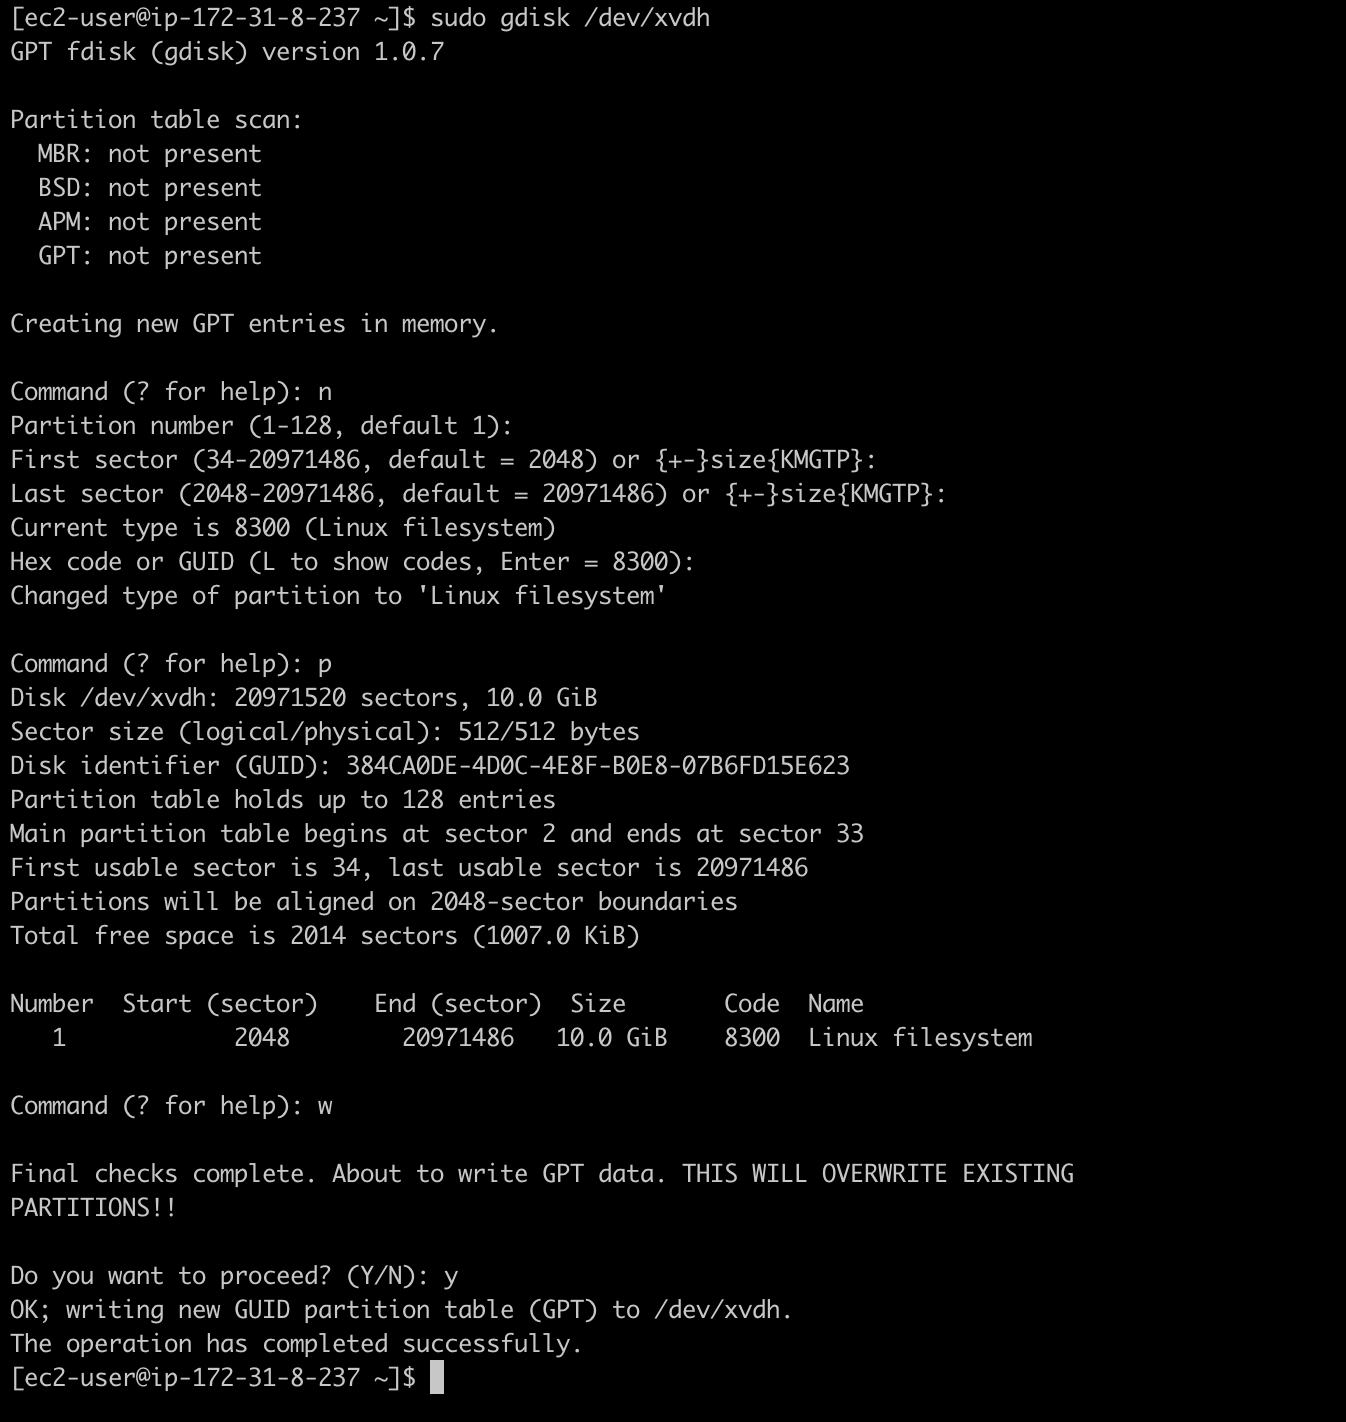 [ec2-user@ip-172-31-8-237 ~]$ sudo gdisk /dev/xvdh
GPT fdisk (gdisk) version 1.0.7
Partition table scan:
  MBR: not present
  BSD: not present
  APM: not present
  GPT: not present
Creating new GPT entries in memory.
Command (? for help): n
Partition number (1-128, default 1):
First sector (34-20971486, default = 2048) or {+-}size{KMGTP}:
Last sector (2048-20971486, default = 20971486) or {+-}size{KMGTP}:
Current type is 8300 (Linux filesystem)
Hex code or GUID (L to show codes, Enter = 8300):
Changed type of partition to 'Linux filesystem'
Command (? for help): p
Disk /dev/xvdh: 20971520 sectors, 10.0 GiB
Sector size (logical/physical): 512/512 bytes
Disk identifier (GUID): 384CA0DE-4D0C-4E8F-B0E8-07B6FD15E623
Partition table holds up to 128 entries
Main partition table begins at sector 2 and ends at sector 33
First usable sector is 34, last usable sector is 20971486
Partitions will be aligned on 2048-sector boundaries
Total free space is 2014 sectors (1007.0 KiB)
Number  Start (sector)    End (sector)  Size       Code  Name
   1            2048        20971486   10.0 GiB    8300  Linux filesystem
Command (? for help): w
Final checks complete. About to write GPT data. THIS WILL OVERWRITE EXISTING
PARTITIONS!!
Do you want to proceed? (Y/N): y
OK; writing new GUID partition table (GPT) to /dev/xvdh.
The operation has completed successfully.
[ec2-user@ip-172-31-8-237 ~]$